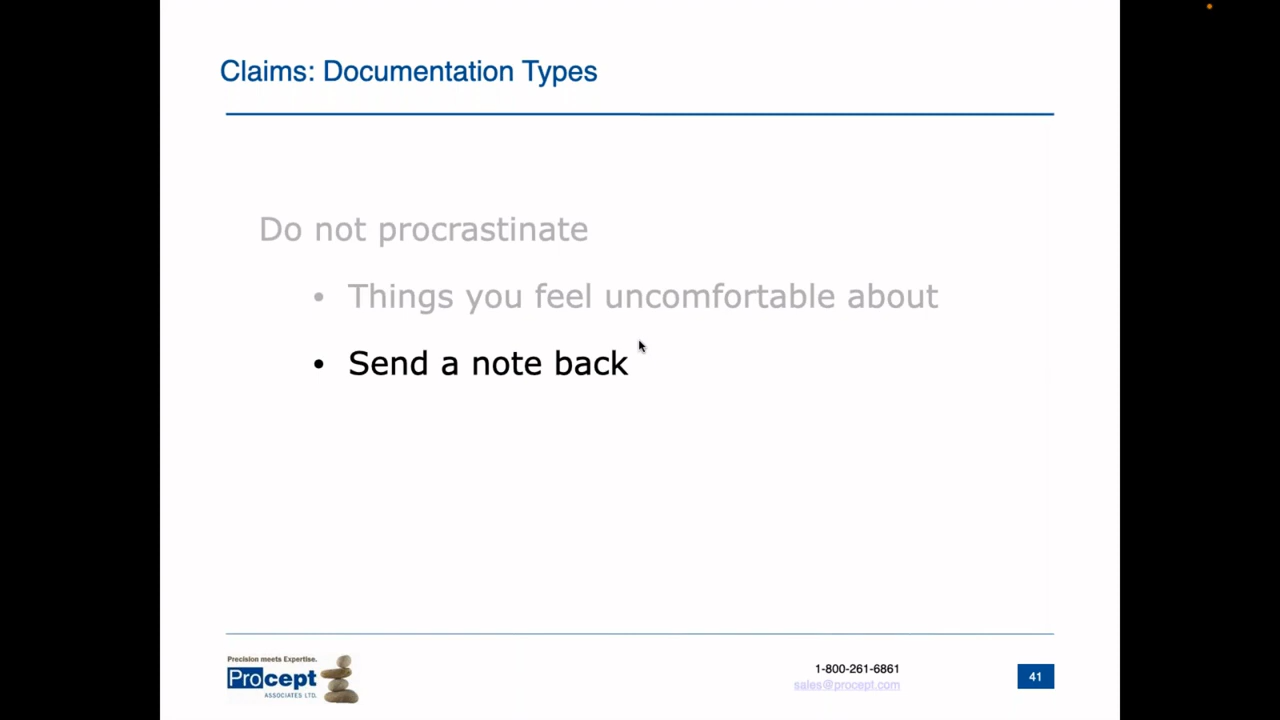 Claims: Documentation Types
Do not procrastinate
• Things you feel uncomfortable about
• Send a note back
Precision meets Expertise.
Procept
ASSOCIATES LTD.
1-800-261-6861
sales@procept.com
41